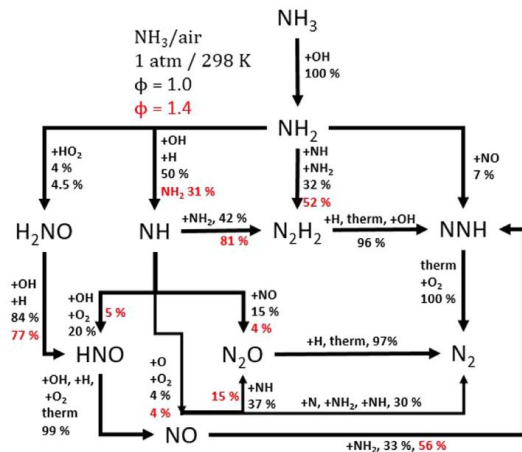 NH3
NH3/air
1 atm / 298 K
ϕ = 1.0
ϕ = 1.4
+OH
100 %
NH2
+HO2
4 %
4.5 %
+OH
+H
50 %
NH2 31 %
+NH
+NH2
32 %
52 %
+NO
7 %
H2NO
NH
+NH2, 42 %
81 %
N2H2
+H, therm, +OH
96 %
NNH
+OH
+H
84 %
77 %
+OH
+O2
20 %
5 %
+NO
15 %
4 %
therm
+O2
100 %
HNO
N2O
+H, therm, 97%
N2
+OH, +H,
+O2
therm
99 %
+O
+O2
4 %
4 %
15 %
+NH
37 %
+N, +NH2, +NH, 30 %
NO
+NH2, 33 %, 56 %